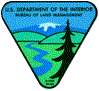 U.S. DEPARTMENT OF THE INTERIOR
BUREAU OF LAND MANAGEMENT